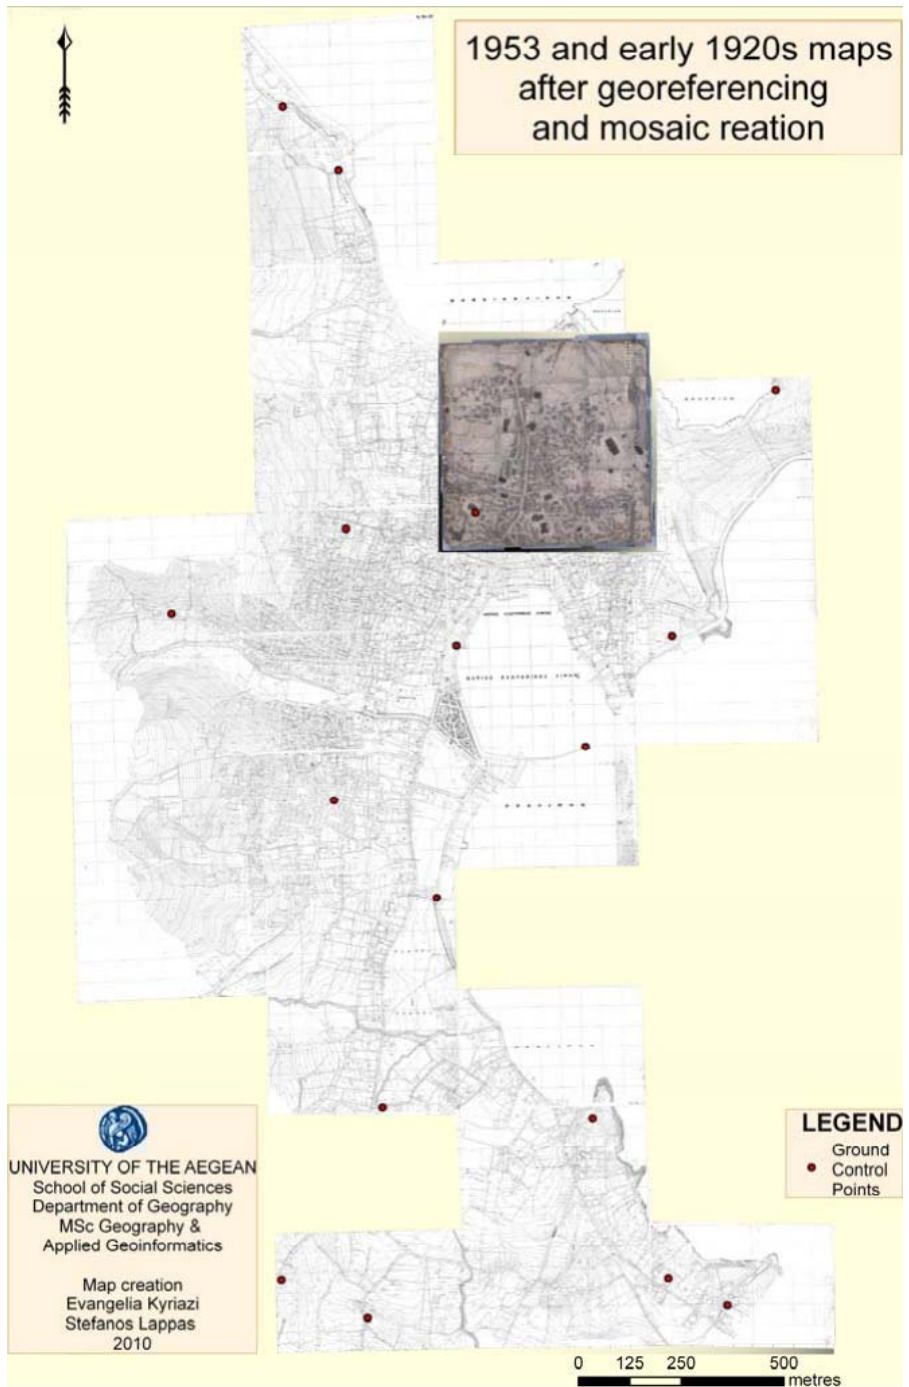 1953 and early 1920s maps
after georeferencing
and mosaic reation
UNIVERSITY OF THE AEGEAN
School of Social Sciences
Department of Geography
MSc Geography &
Applied Geoinformatics
Map creation
Evangelia Kyriazi
Stefanos Lappas
2010
LEGEND
Ground
Control
Points
0 125 250 500
metres